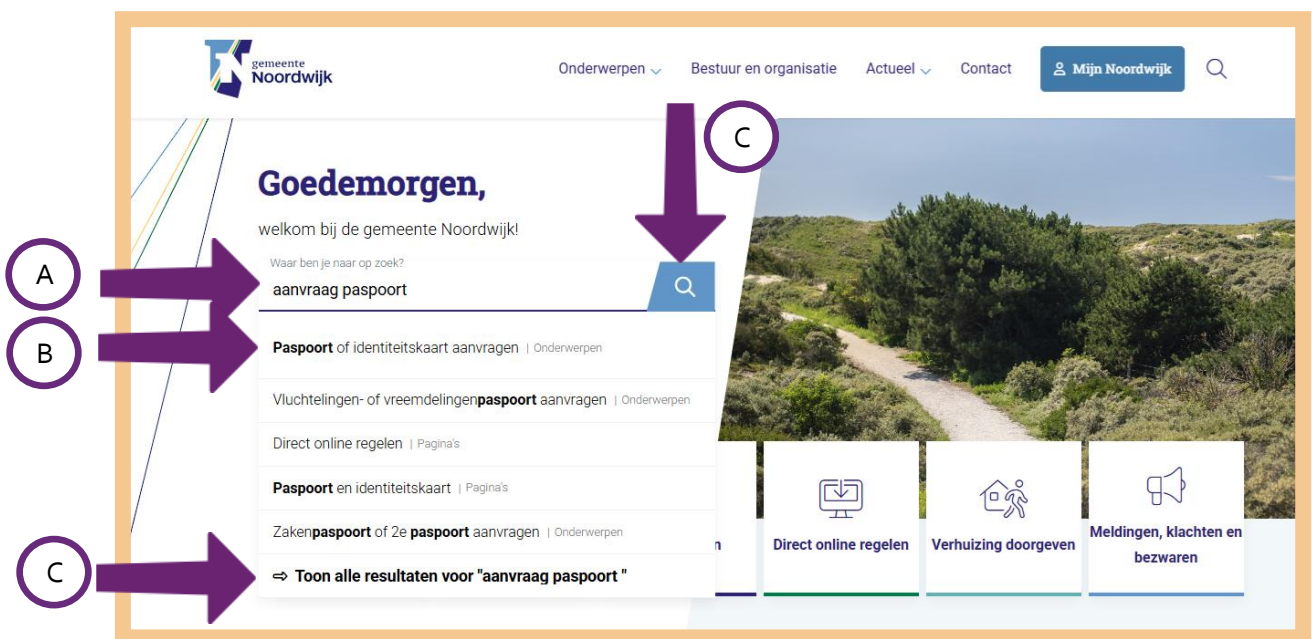 gemeente
Noordwijk
Onderwerpen Bestuur en organisatie Actueel Contact Mijn Noordwijk
C
Goedemorgen,
welkom bij de gemeente Noordwijk!
A
Waar ben je naar op zoek?
aanvraag paspoort
B
Paspoort of identiteitskaart aanvragen | Onderwerpen
Vluchtelingen- of vreemdelingenpaspoort aanvragen | Onderwerpen
Direct online regelen | Pagina's
Paspoort en identiteitskaart | Pagina's
Zakenpaspoort of 2e paspoort aanvragen | Onderwerpen
C
⇨ Toon alle resultaten voor "aanvraag paspoort "
n
Direct online regelen
Verhuizing doorgeven
Meldingen, klachten en
bezwaren